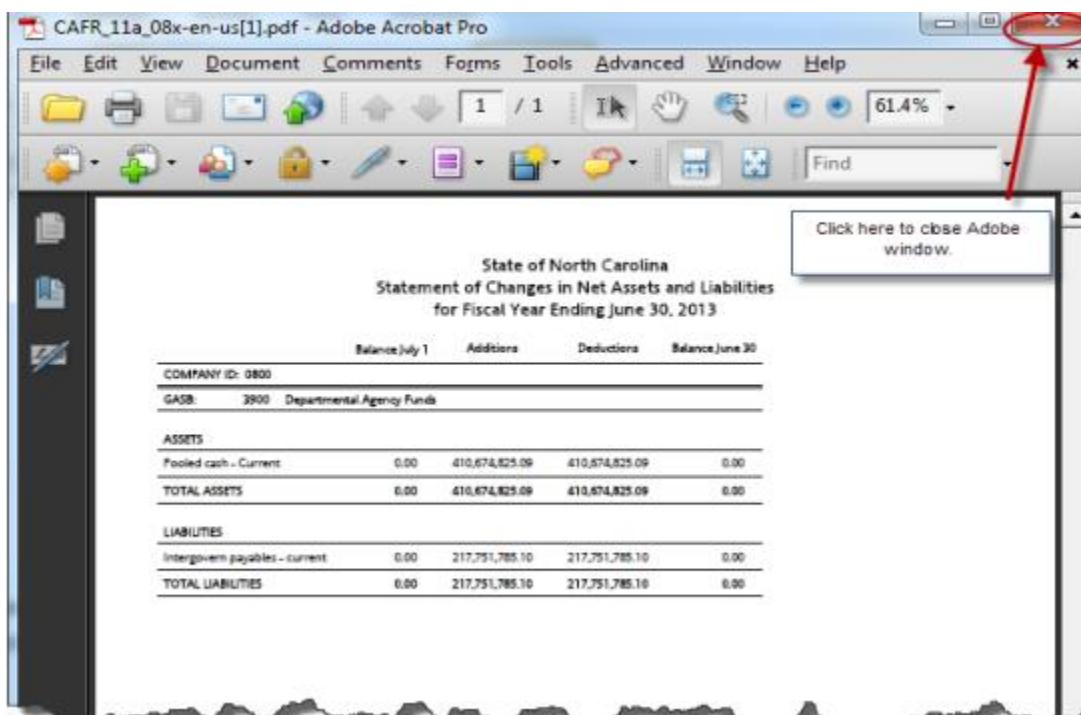 CAFR_11a_08x-en-us[1].pdf - Adobe Acrobat Pro
File Edit View Document Comments Forms Tools Advanced Window Help
1 / 1 61.4%
Find
Click here to close Adobe
window.
State of North Carolina
Statement of Changes in Net Assets and Liabilities
for Fiscal Year Ending June 30, 2013
Balance July 1 Additions Deductions Balance June 30
COMPANY ID: 0800
GASB: 3900 Departmental Agency Funds
ASSETS
Pooled cash - Current 0.00 410,674,825.09 410,674,825.09 0.00
TOTAL ASSETS 0.00 410,674,825.09 410,674,825.09 0.00
LIABILITIES
Intergovern payables - current 0.00 217,751,785.10 217,751,785.10 0.00
TOTAL LIABILITIES 0.00 217,751,785.10 217,751,785.10 0.00